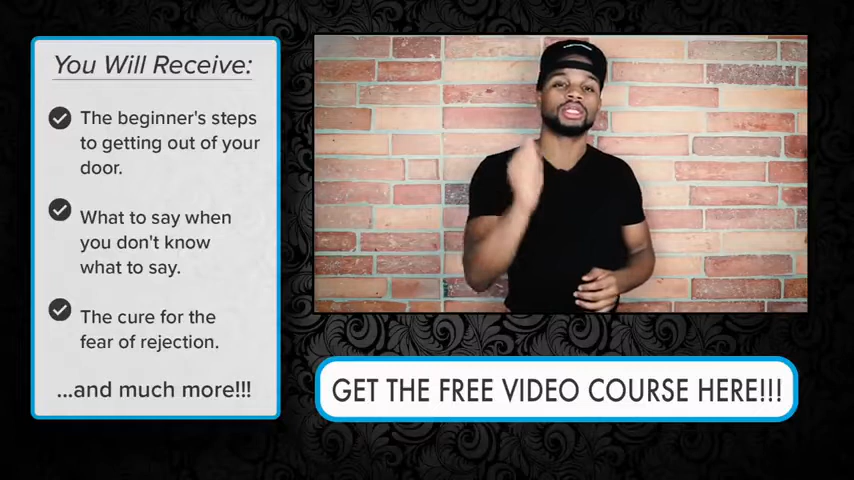 You Will Receive:
The beginner's steps
to getting out of your
door.
What to say when
you don't know
what to say.
The cure for the
fear of rejection.
...and much more!!!
GET THE FREE VIDEO COURSE HERE!!!